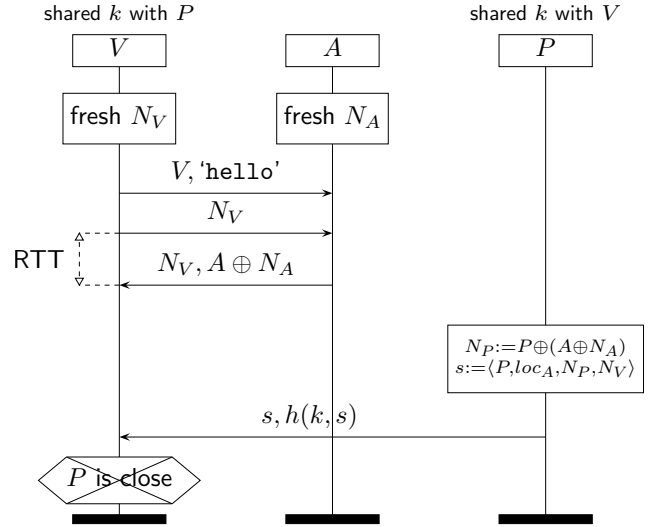 shared k with P
shared k with V
V
A
P
fresh N_V
fresh N_A
V, ‘hello’
N_V
RTT
N_V, A ⊕ N_A
N_P:=P⊕(A⊕N_A)
s:=⟨P,loc_A,N_P,N_V⟩
s, h(k, s)
P is close